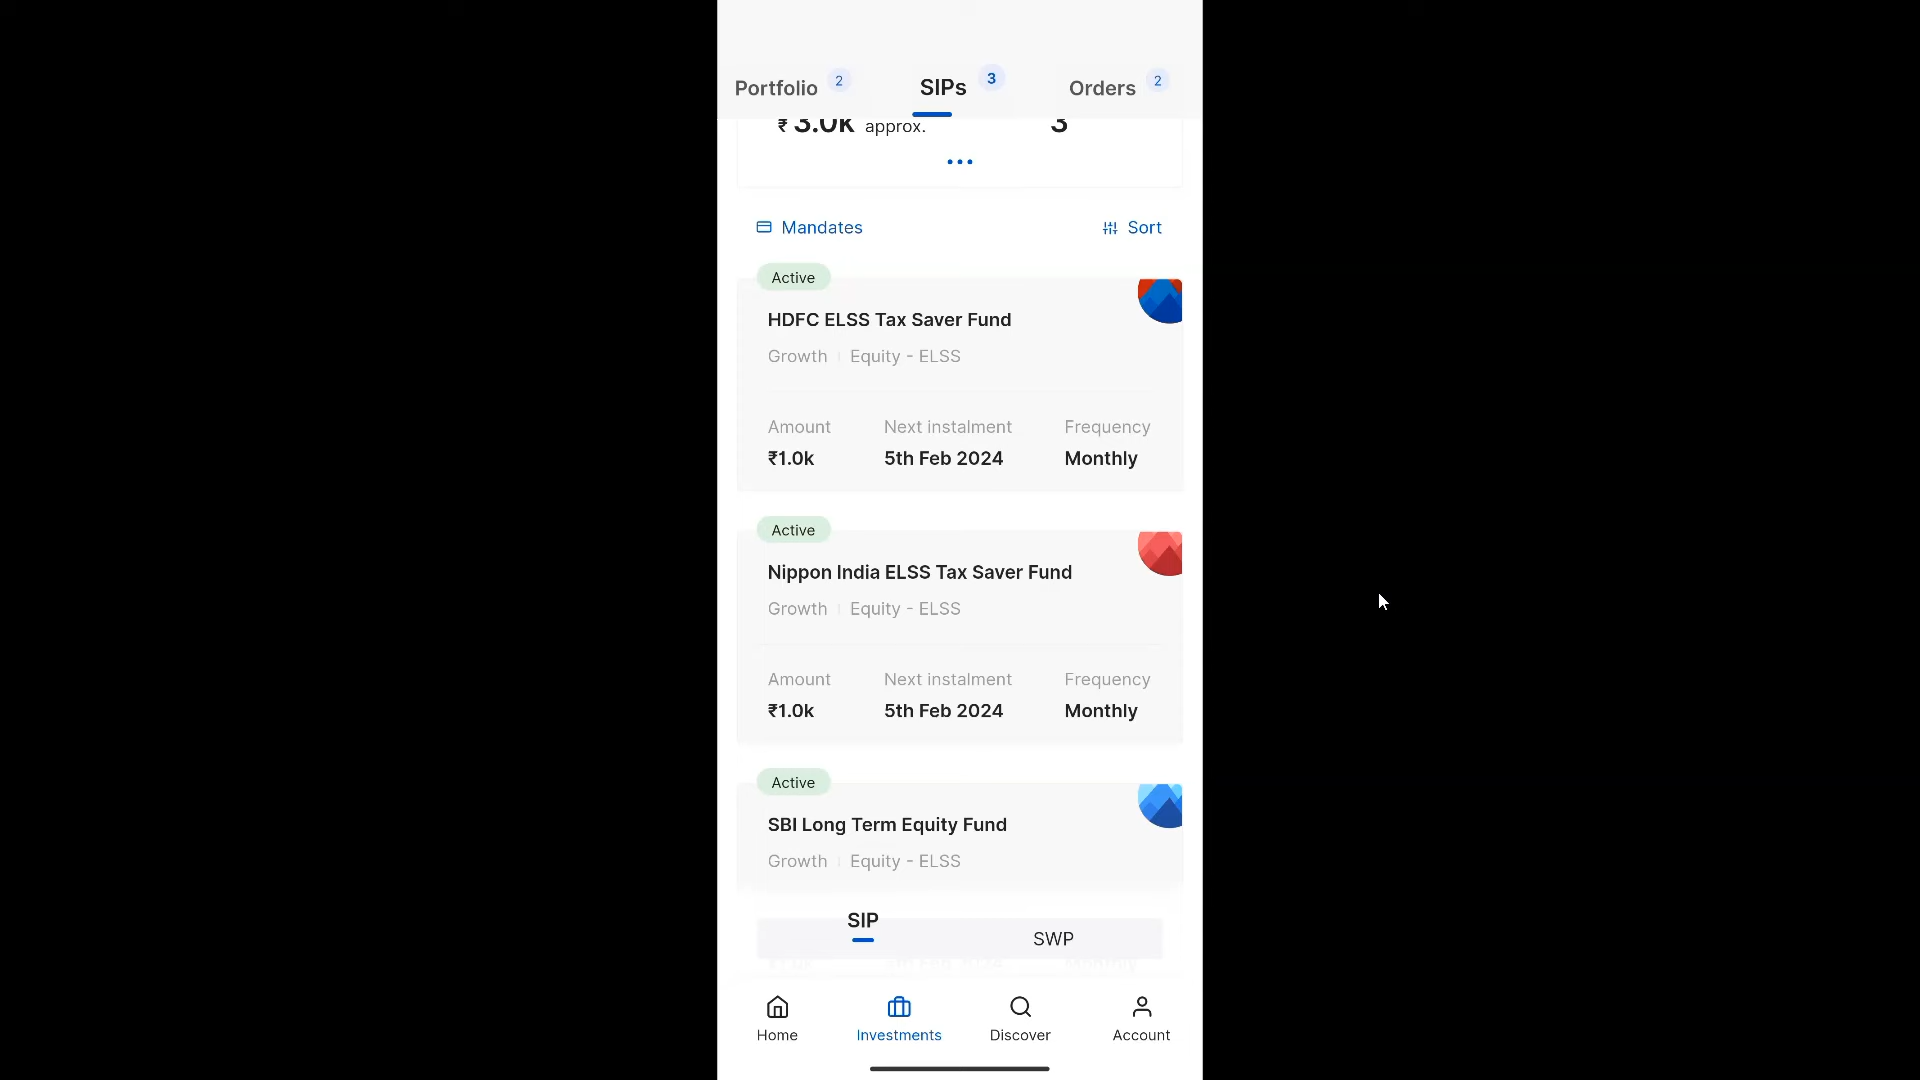 Portfolio 2 SIPs 3 Orders 2
₹ 3.0k approx. 3
Mandates Sort
Active
HDFC ELSS Tax Saver Fund
Growth Equity - ELSS
Amount Next instalment Frequency
₹1.0k 5th Feb 2024 Monthly
Active
Nippon India ELSS Tax Saver Fund
Growth Equity - ELSS
Amount Next instalment Frequency
₹1.0k 5th Feb 2024 Monthly
Active
SBI Long Term Equity Fund
Growth Equity - ELSS
SIP SWP
Home Investments Discover Account